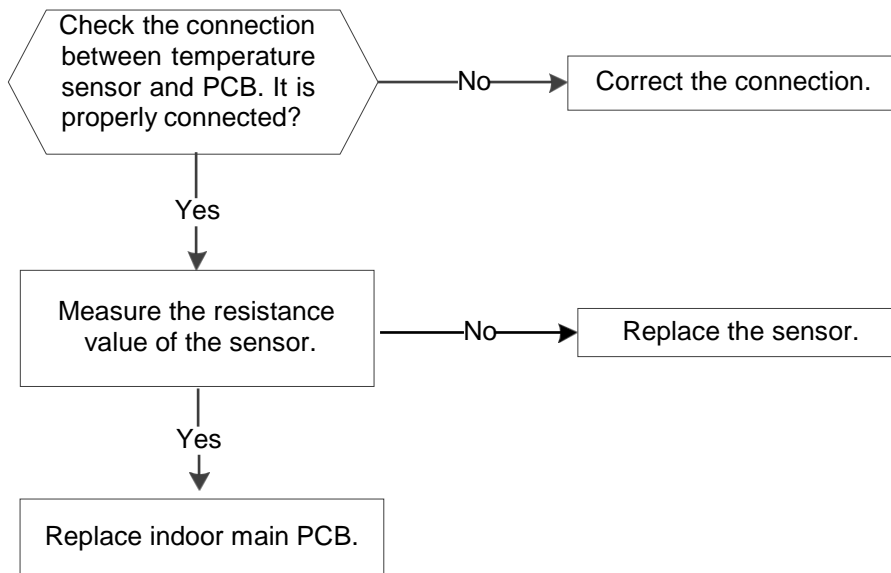 Check the connection
between temperature
sensor and PCB. It is
properly connected?
No
Correct the connection.
Yes
Measure the resistance
value of the sensor.
No
Replace the sensor.
Yes
Replace indoor main PCB.